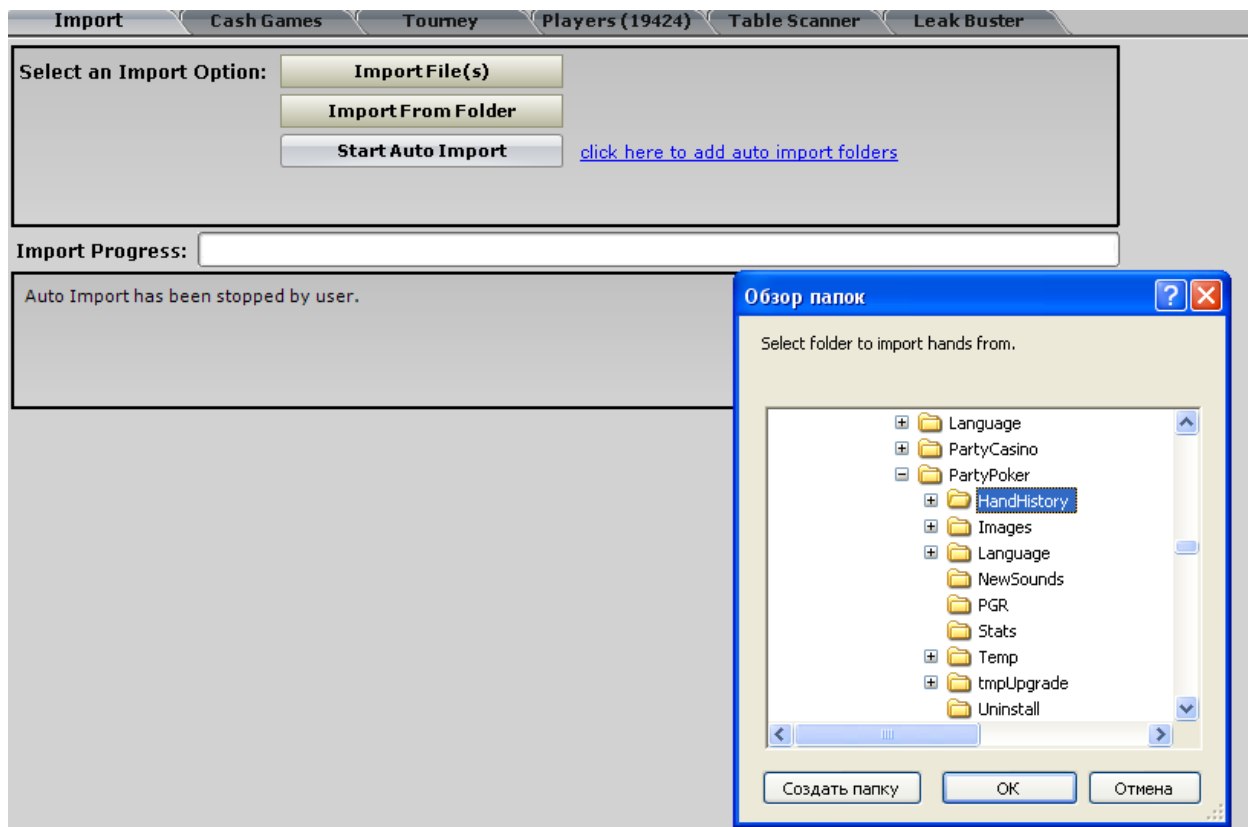 Import Cash Games Tourney Players (19424) Table Scanner Leak Buster
Select an Import Option: Import File(s)
Import From Folder
Start Auto Import click here to add auto import folders
Import Progress:
Auto Import has been stopped by user.
Обзор папок
Select folder to import hands from.
Language
PartyCasino
PartyPoker
HandHistory
Images
Language
NewSounds
PGR
Stats
Temp
tmpUpgrade
Uninstall
Создать папку ОК Отмена